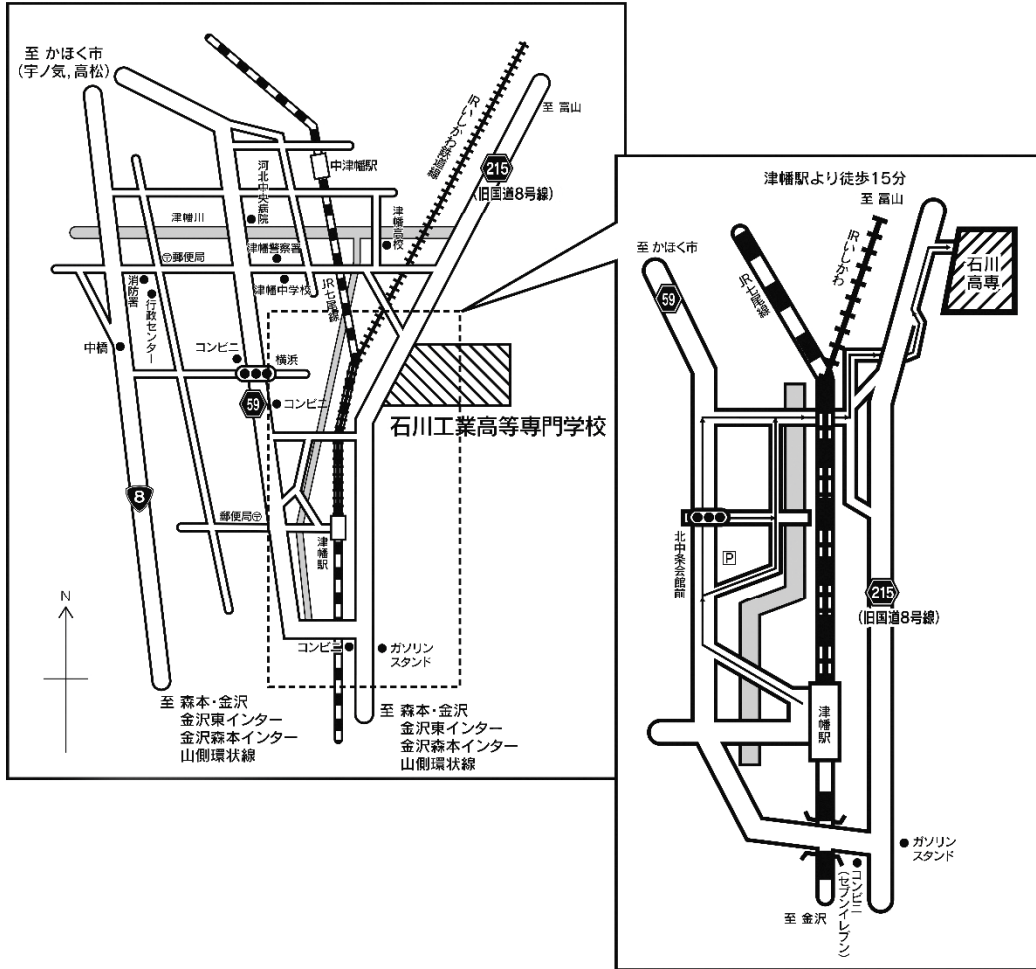 至 かほく市
(宇ノ気,高松)
中津幡駅
IRいしかわ鉄道線
至 富山
215
(旧国道8号線)
河北中央病院
津幡川
津幡警察署
津幡高校
〒郵便局
消防署
行政センター
津幡中学校
JR七尾線
中橋
コンビニ
横浜
59
コンビニ
石川工業高等専門学校
8
郵便局〒
津幡駅
N
コンビニ
ガソリン
スタンド
至 森本・金沢
金沢東インター
金沢森本インター
山側環状線
至 森本・金沢
金沢東インター
金沢森本インター
山側環状線
津幡駅より徒歩15分
至 富山
至 かほく市
59
JR七尾線
IRいしかわ
石川
高専
北中条会館前
P
215
(旧国道8号線)
津幡駅
ガソリン
スタンド
コンビニ
(セブンイレブン)
至 金沢